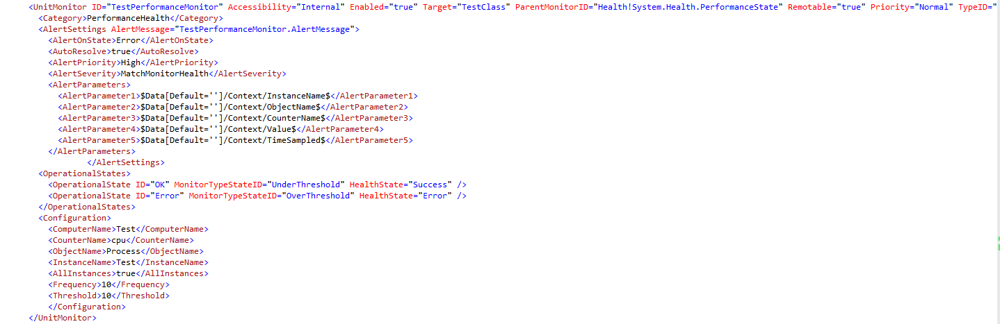 <UnitMonitor ID="TestPerformanceMonitor" Accessibility="Internal" Enabled="true" Target="TestClass" ParentMonitorID="Health!System.Health.PerformanceState" Remotable="true" Priority="Normal" TypeID="
<Category>PerformanceHealth</Category>
<AlertSettings AlertMessage="TestPerformanceMonitor.AlertMessage">
<AlertOnState>Error</AlertOnState>
<AutoResolve>true</AutoResolve>
<AlertPriority>High</AlertPriority>
<AlertSeverity>MatchMonitorHealth</AlertSeverity>
<AlertParameters>
<AlertParameter1>$Data[Default='']/Context/InstanceName$</AlertParameter1>
<AlertParameter2>$Data[Default='']/Context/ObjectName$</AlertParameter2>
<AlertParameter3>$Data[Default='']/Context/CounterName$</AlertParameter3>
<AlertParameter4>$Data[Default='']/Context/Value$</AlertParameter4>
<AlertParameter5>$Data[Default='']/Context/TimeSampled$</AlertParameter5>
</AlertParameters>
</AlertSettings>
<OperationalStates>
<OperationalState ID="OK" MonitorTypeStateID="UnderThreshold" HealthState="Success" />
<OperationalState ID="Error" MonitorTypeStateID="OverThreshold" HealthState="Error" />
</OperationalStates>
<Configuration>
<ComputerName>Test</ComputerName>
<CounterName>cpu</CounterName>
<ObjectName>Process</ObjectName>
<InstanceName>Test</InstanceName>
<AllInstances>true</AllInstances>
<Frequency>10</Frequency>
<Threshold>10</Threshold>
</Configuration>
</UnitMonitor>